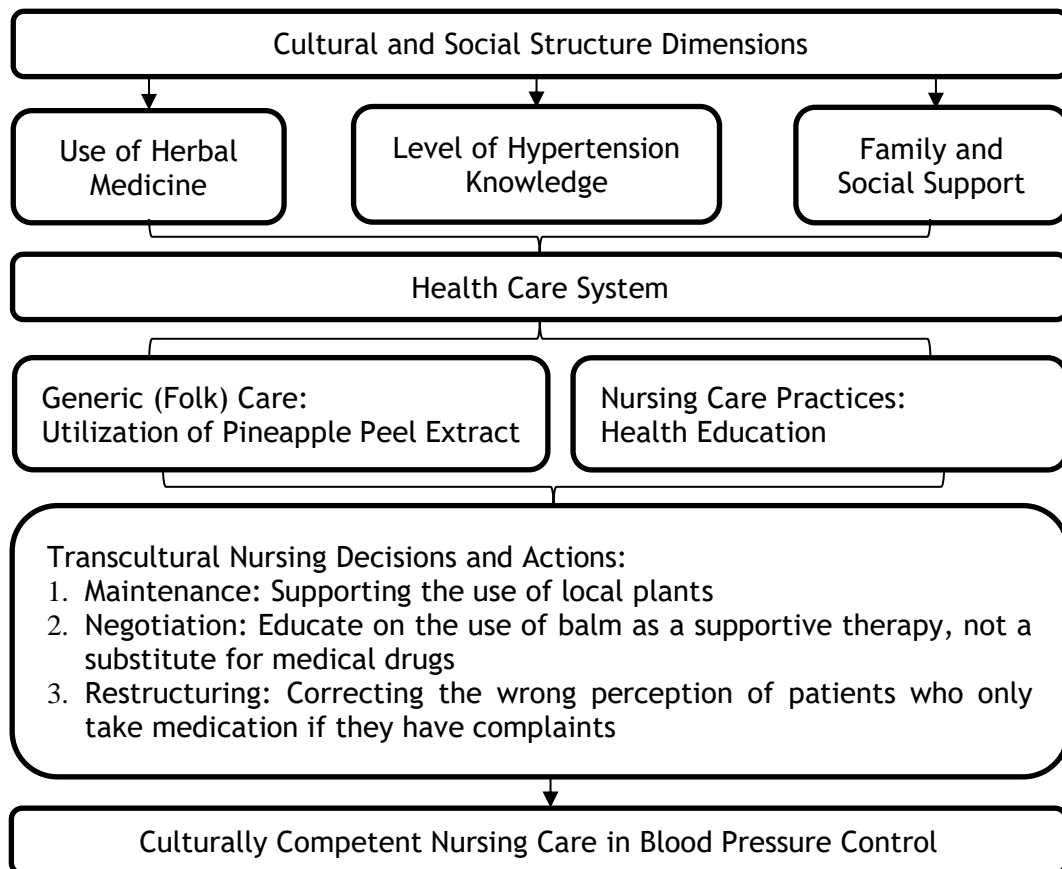 Cultural and Social Structure Dimensions
Use of Herbal
Medicine
Level of Hypertension
Knowledge
Family and
Social Support
Health Care System
Generic (Folk) Care:
Utilization of Pineapple Peel Extract
Nursing Care Practices:
Health Education
Transcultural Nursing Decisions and Actions:
1. Maintenance: Supporting the use of local plants
2. Negotiation: Educate on the use of balm as a supportive therapy, not a
substitute for medical drugs
3. Restructuring: Correcting the wrong perception of patients who only
take medication if they have complaints
Culturally Competent Nursing Care in Blood Pressure Control